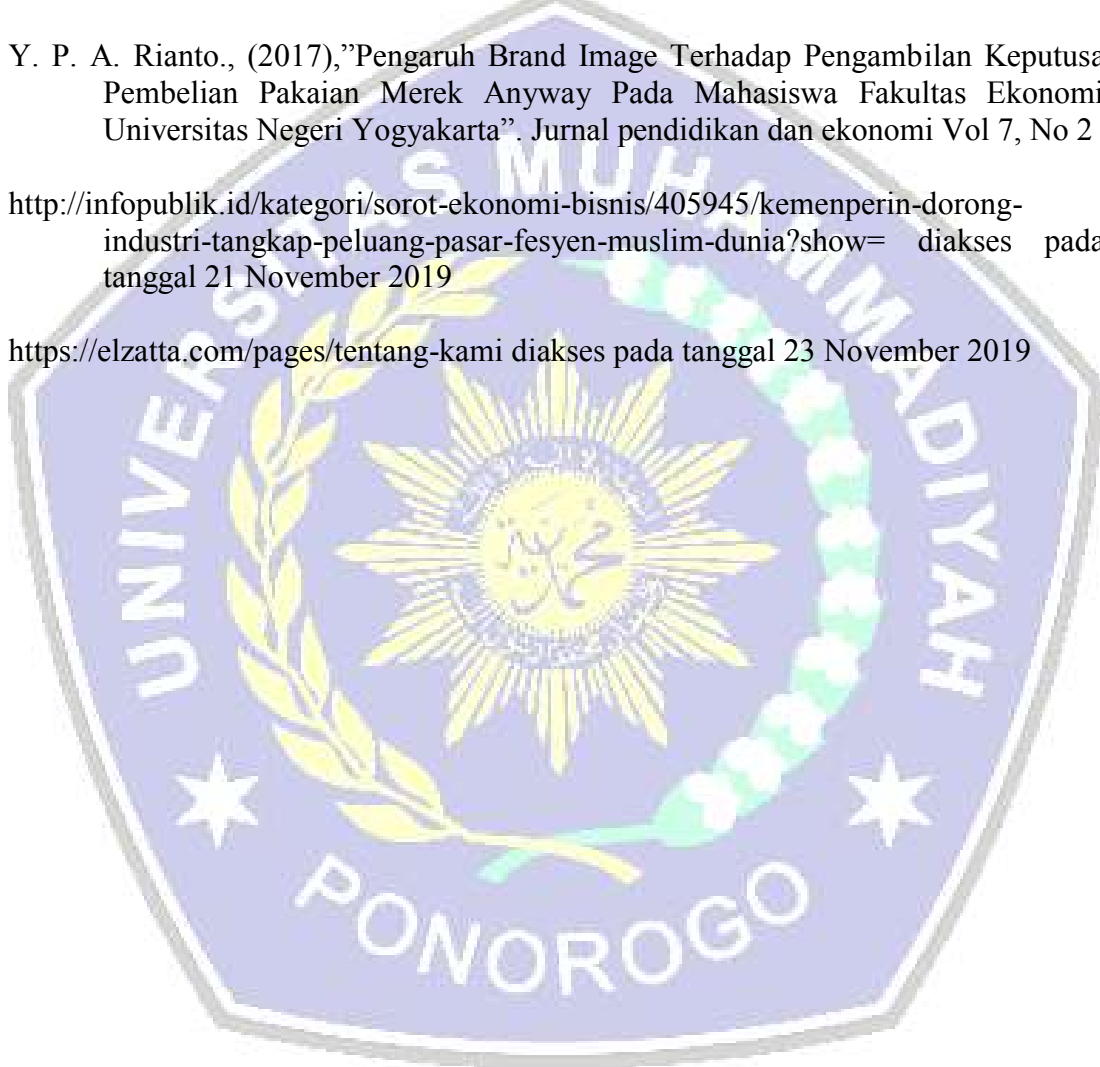 Y. P. A. Rianto., (2017),”Pengaruh Brand Image Terhadap Pengambilan Keputusa
Pembelian Pakaian Merek Anyway Pada Mahasiswa Fakultas Ekonomi
Universitas Negeri Yogyakarta”. Jurnal pendidikan dan ekonomi Vol 7, No 2
http://infopublik.id/kategori/sorot-ekonomi-bisnis/405945/kemenperin-dorong-
industri-tangkap-peluang-pasar-fesyen-muslim-dunia?show= diakses pada
tanggal 21 November 2019
https://elzatta.com/pages/tentang-kami diakses pada tanggal 23 November 2019
UNIVERSITAS MUHAMMADIYAH
PONOROGO